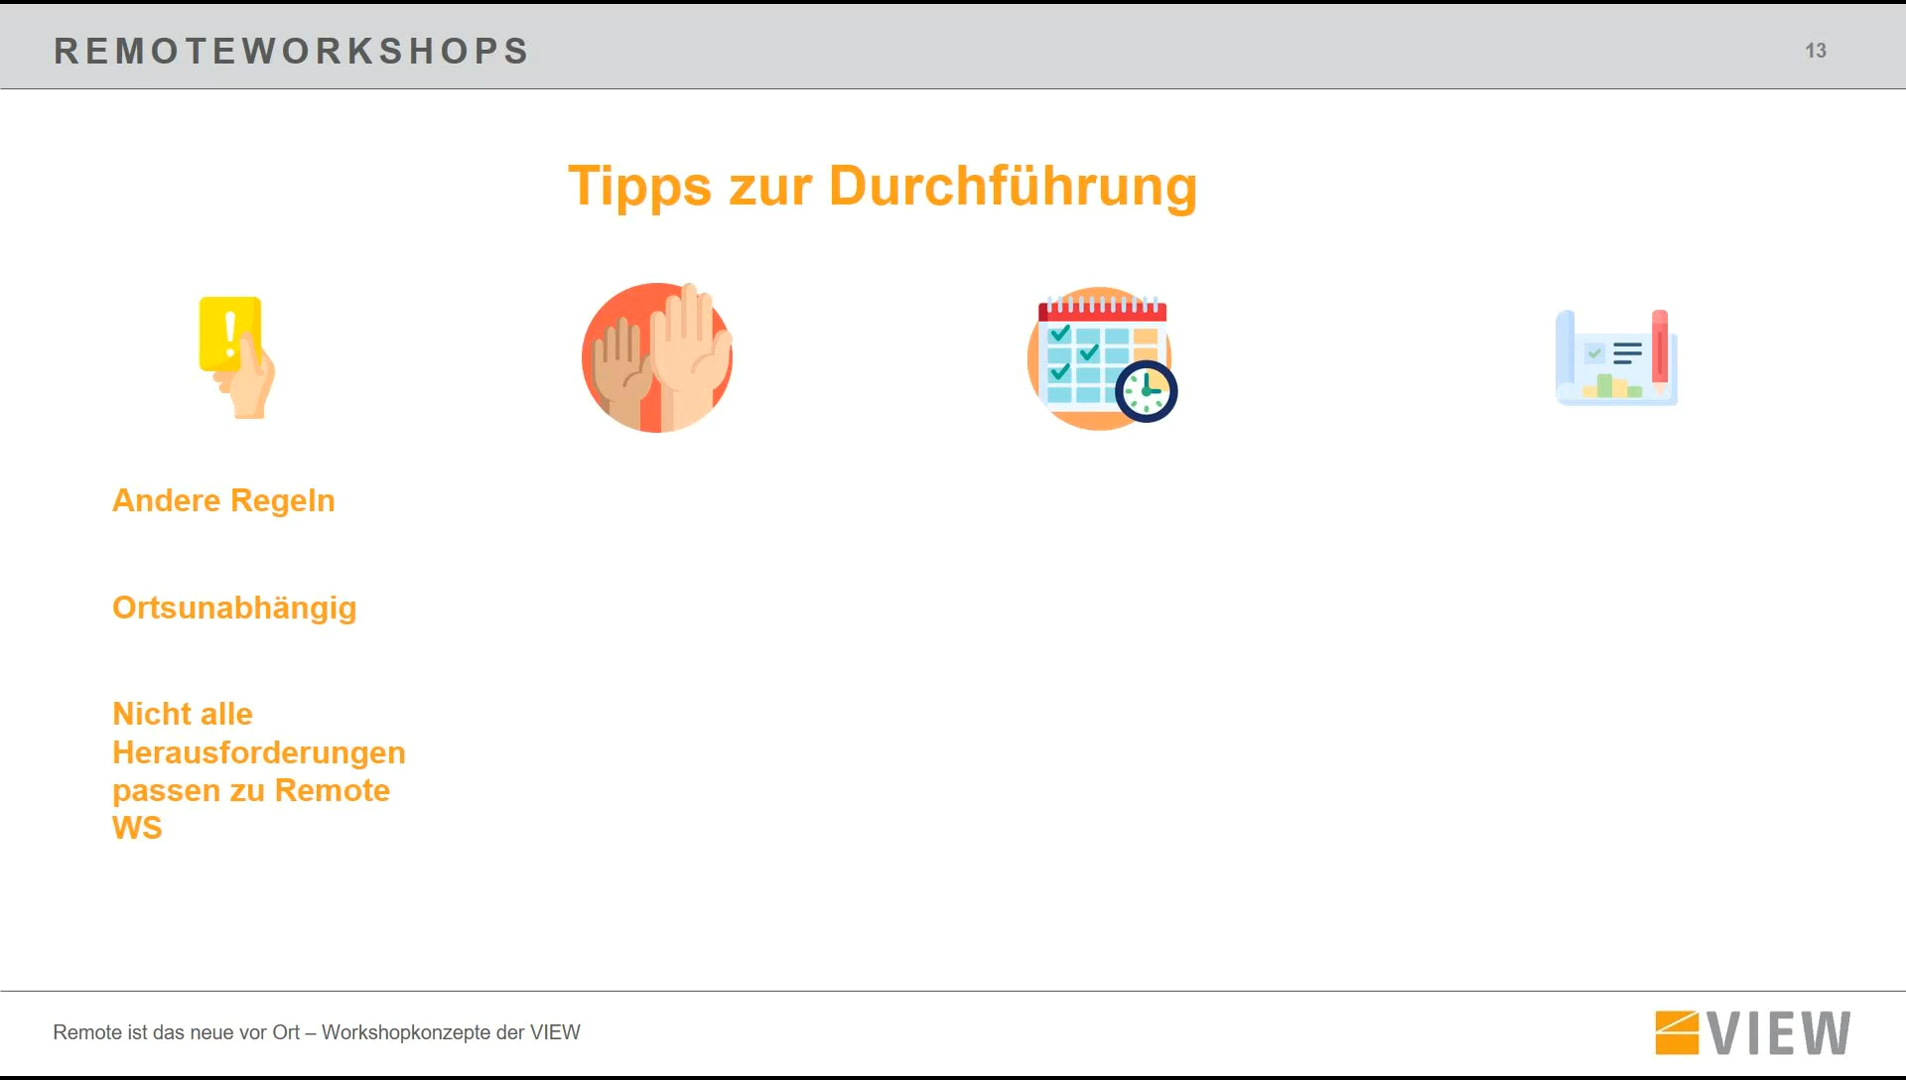 REMOTEWORKSHOPS
13
Tipps zur Durchführung
Andere Regeln
Ortsunabhängig
Nicht alle
Herausforderungen
passen zu Remote
WS
Remote ist das neue vor Ort – Workshopkonzepte der VIEW
VIEW